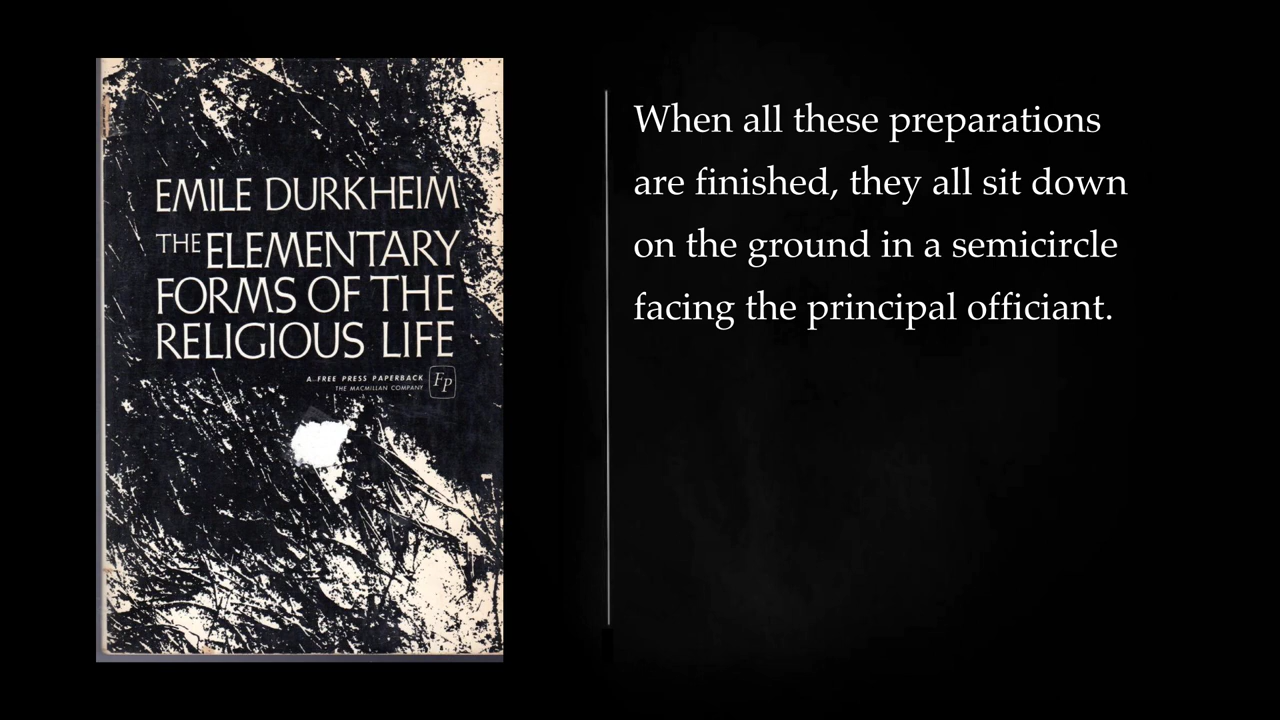 EMILE DURKHEIM
THE ELEMENTARY
FORMS OF THE
RELIGIOUS LIFE
A FREE PRESS PAPERBACK
THE MACMILLAN COMPANY
FP
When all these preparations
are finished, they all sit down
on the ground in a semicircle
facing the principal officiant.